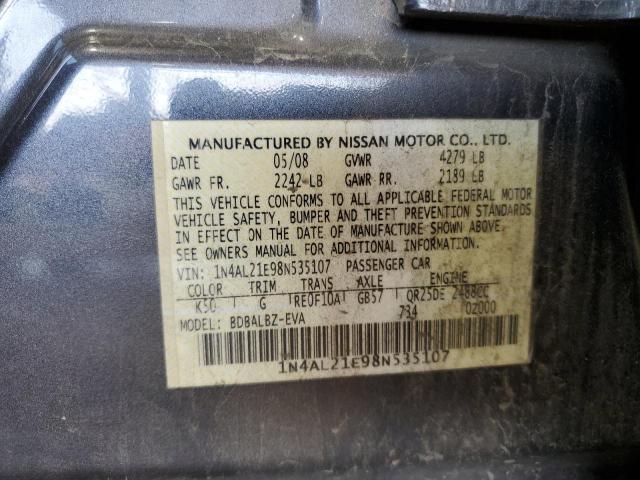 MANUFACTURED BY NISSAN MOTOR CO., LTD.
DATE 05/08 GVWR 4279 LB
GAWR FR. 2242 LB GAWR RR. 2189 LB
THIS VEHICLE CONFORMS TO ALL APPLICABLE FEDERAL MOTOR
VEHICLE SAFETY, BUMPER AND THEFT PREVENTION STANDARDS
IN EFFECT ON THE DATE OF MANUFACTURE SHOWN ABOVE.
SEE OWNERS MANUAL FOR ADDITIONAL INFORMATION.
VIN: 1N4AL21E98N535107 PASSENGER CAR
COLOR TRIM TRANS AXLE ENGINE
K50 G RE0F10A GB57 QR25DE 2488CC
MODEL: BDBALBZ-EVA 734 02000
1N4AL21E98N535107